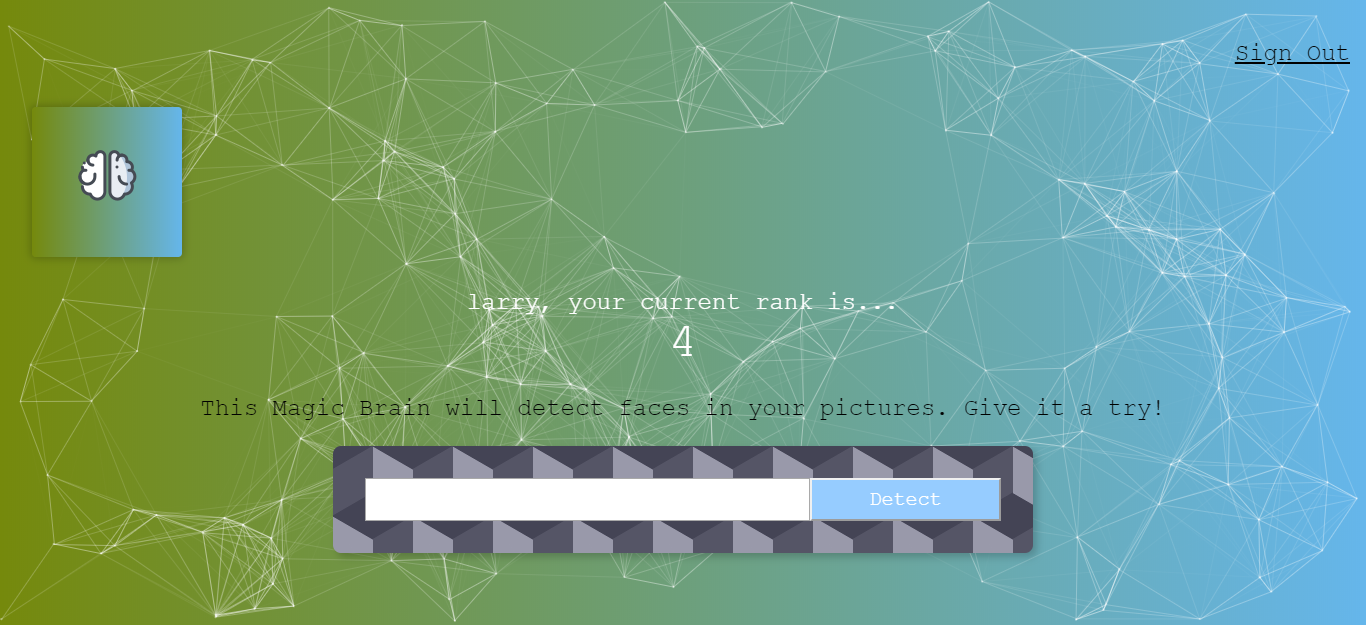 Sign Out
larry, your current rank is...
4
This Magic Brain will detect faces in your pictures. Give it a try!
Detect